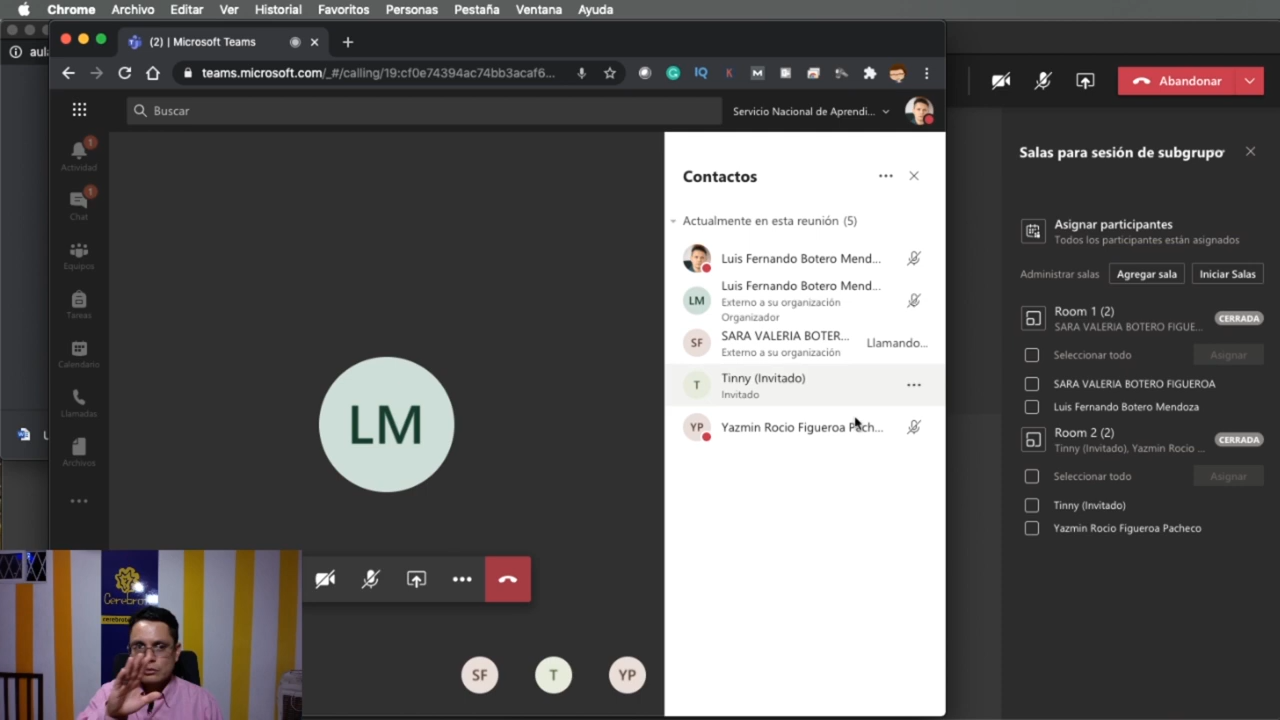 Chrome Archivo Editar Ver Historial Favoritos Personas Pestaña Ventana Ayuda
(2) | Microsoft Teams
teams.microsoft.com/_#/calling/19:cf0e74394ac74bb3acaf6...
Buscar
Servicio Nacional de Aprendi...
Actividad
Chat
Equipos
Tareas
Calendario
Llamadas
Archivos
LM
SF
T
YP
Contactos
Actualmente en esta reunión (5)
Luis Fernando Botero Mend...
LM
Luis Fernando Botero Mend...
Externo a su organización
Organizador
SF
SARA VALERIA BOTER...
Llamando...
Externo a su organización
T
Tinny (Invitado)
Invitado
YP
Yazmin Rocio Figueroa Pach...
Abandonar
Salas para sesión de subgrupo
Asignar participantes
Todos los participantes están asignados
Administrar salas
Agregar sala
Iniciar Salas
Room 1 (2)
SARA VALERIA BOTERO FIGUE...
CERRADA
Seleccionar todo
Asignar
SARA VALERIA BOTERO FIGUEROA
Luis Fernando Botero Mendoza
Room 2 (2)
Tinny (Invitado), Yazmin Rocio ...
CERRADA
Seleccionar todo
Asignar
Tinny (Invitado)
Yazmin Rocio Figueroa Pacheco